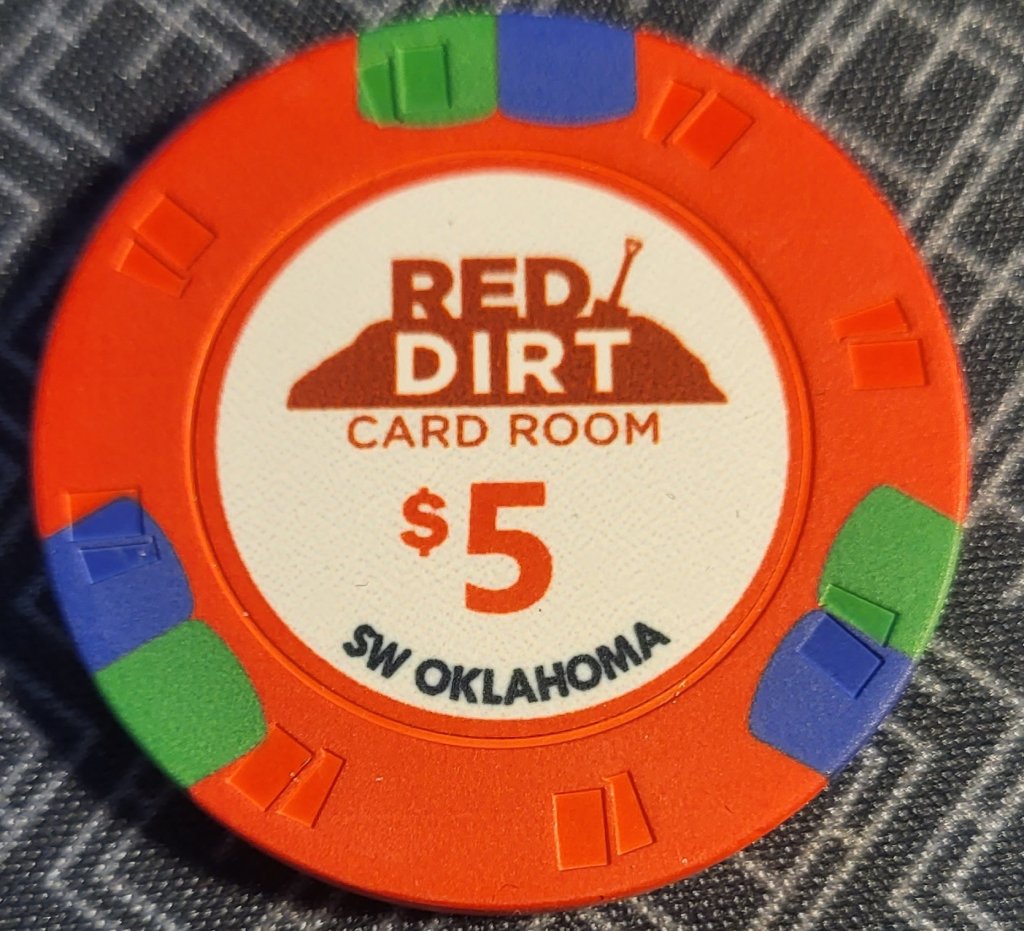 RED
DIRT
CARD ROOM
$5
SW OKLAHOMA